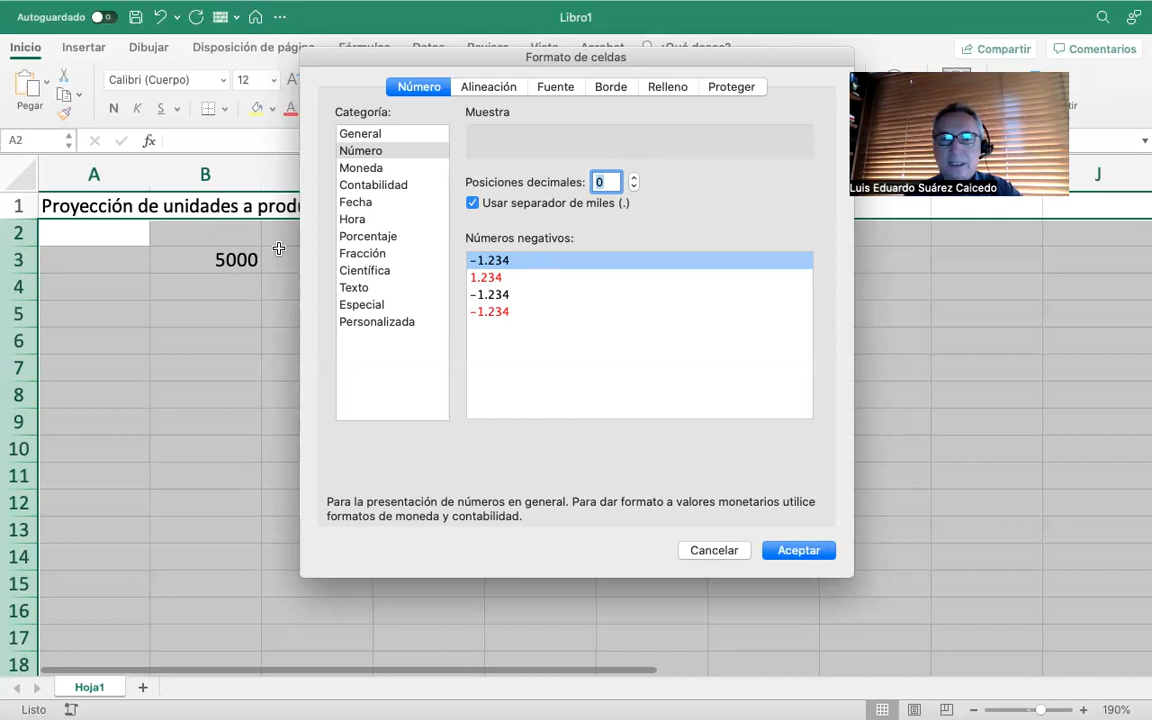 Autoguardado
Libro1
Inicio
Insertar
Dibujar
Disposición de página
Compartir
Comentarios
Calibri (Cuerpo)
12
Pegar
N K S
A2
fx
Formato de celdas
Número
Alineación
Fuente
Borde
Relleno
Proteger
Categoría:
General
Número
Moneda
Contabilidad
Fecha
Hora
Porcentaje
Fracción
Científica
Texto
Especial
Personalizada
Muestra
Posiciones decimales: 0
Usar separador de miles (.)
Números negativos:
-1.234
1.234
-1.234
-1.234
Para la presentación de números en general. Para dar formato a valores monetarios utilice
formatos de moneda y contabilidad.
Cancelar
Aceptar
Luis Eduardo Suárez Caicedo
A B J
1 Proyección de unidades a prod
2
3 5000
4
5
6
7
8
9
10
11
12
13
14
15
16
17
18
Hoja1
Listo
190%